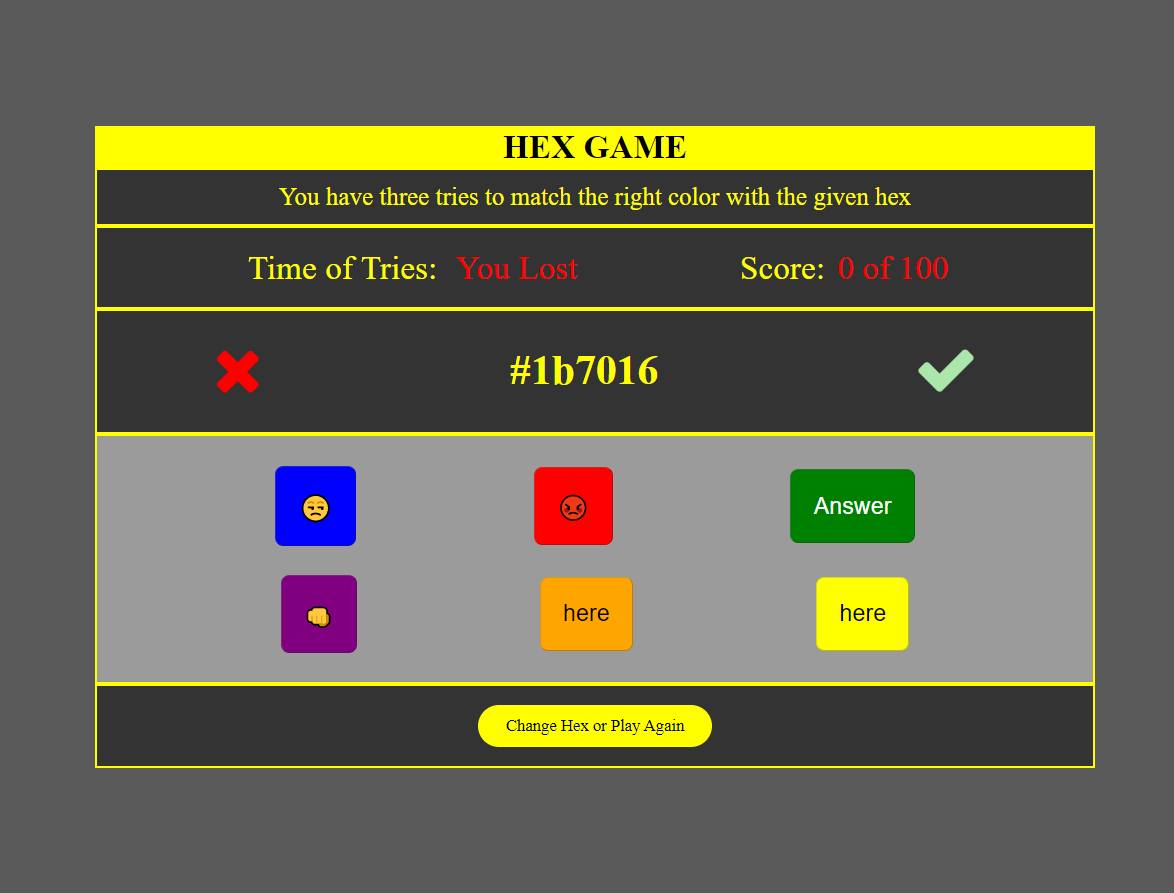 HEX GAME
You have three tries to match the right color with the given hex
Time of Tries: You Lost Score: 0 of 100
#1b7016
Answer
here here
Change Hex or Play Again